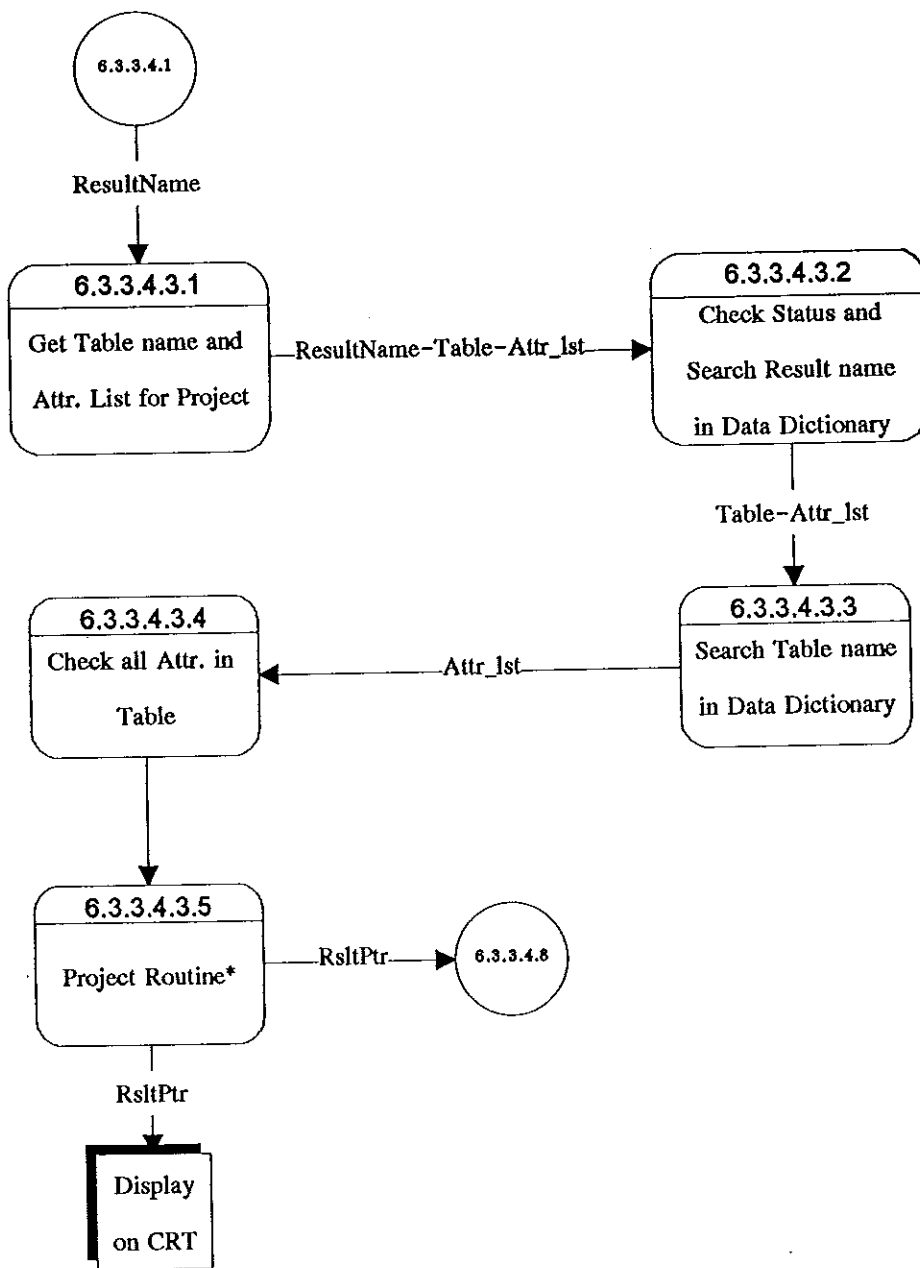 6.3.3.4.1
ResultName
6.3.3.4.3.1
Get Table name and
Attr. List for Project
ResultName-Table-Attr_lst
6.3.3.4.3.2
Check Status and
Search Result name
in Data Dictionary
Table-Attr_lst
6.3.3.4.3.3
Search Table name
in Data Dictionary
Attr_lst
6.3.3.4.3.4
Check all Attr. in
Table
6.3.3.4.3.5
Project Routine*
RsltPtr
6.3.3.4.8
RsltPtr
Display
on CRT